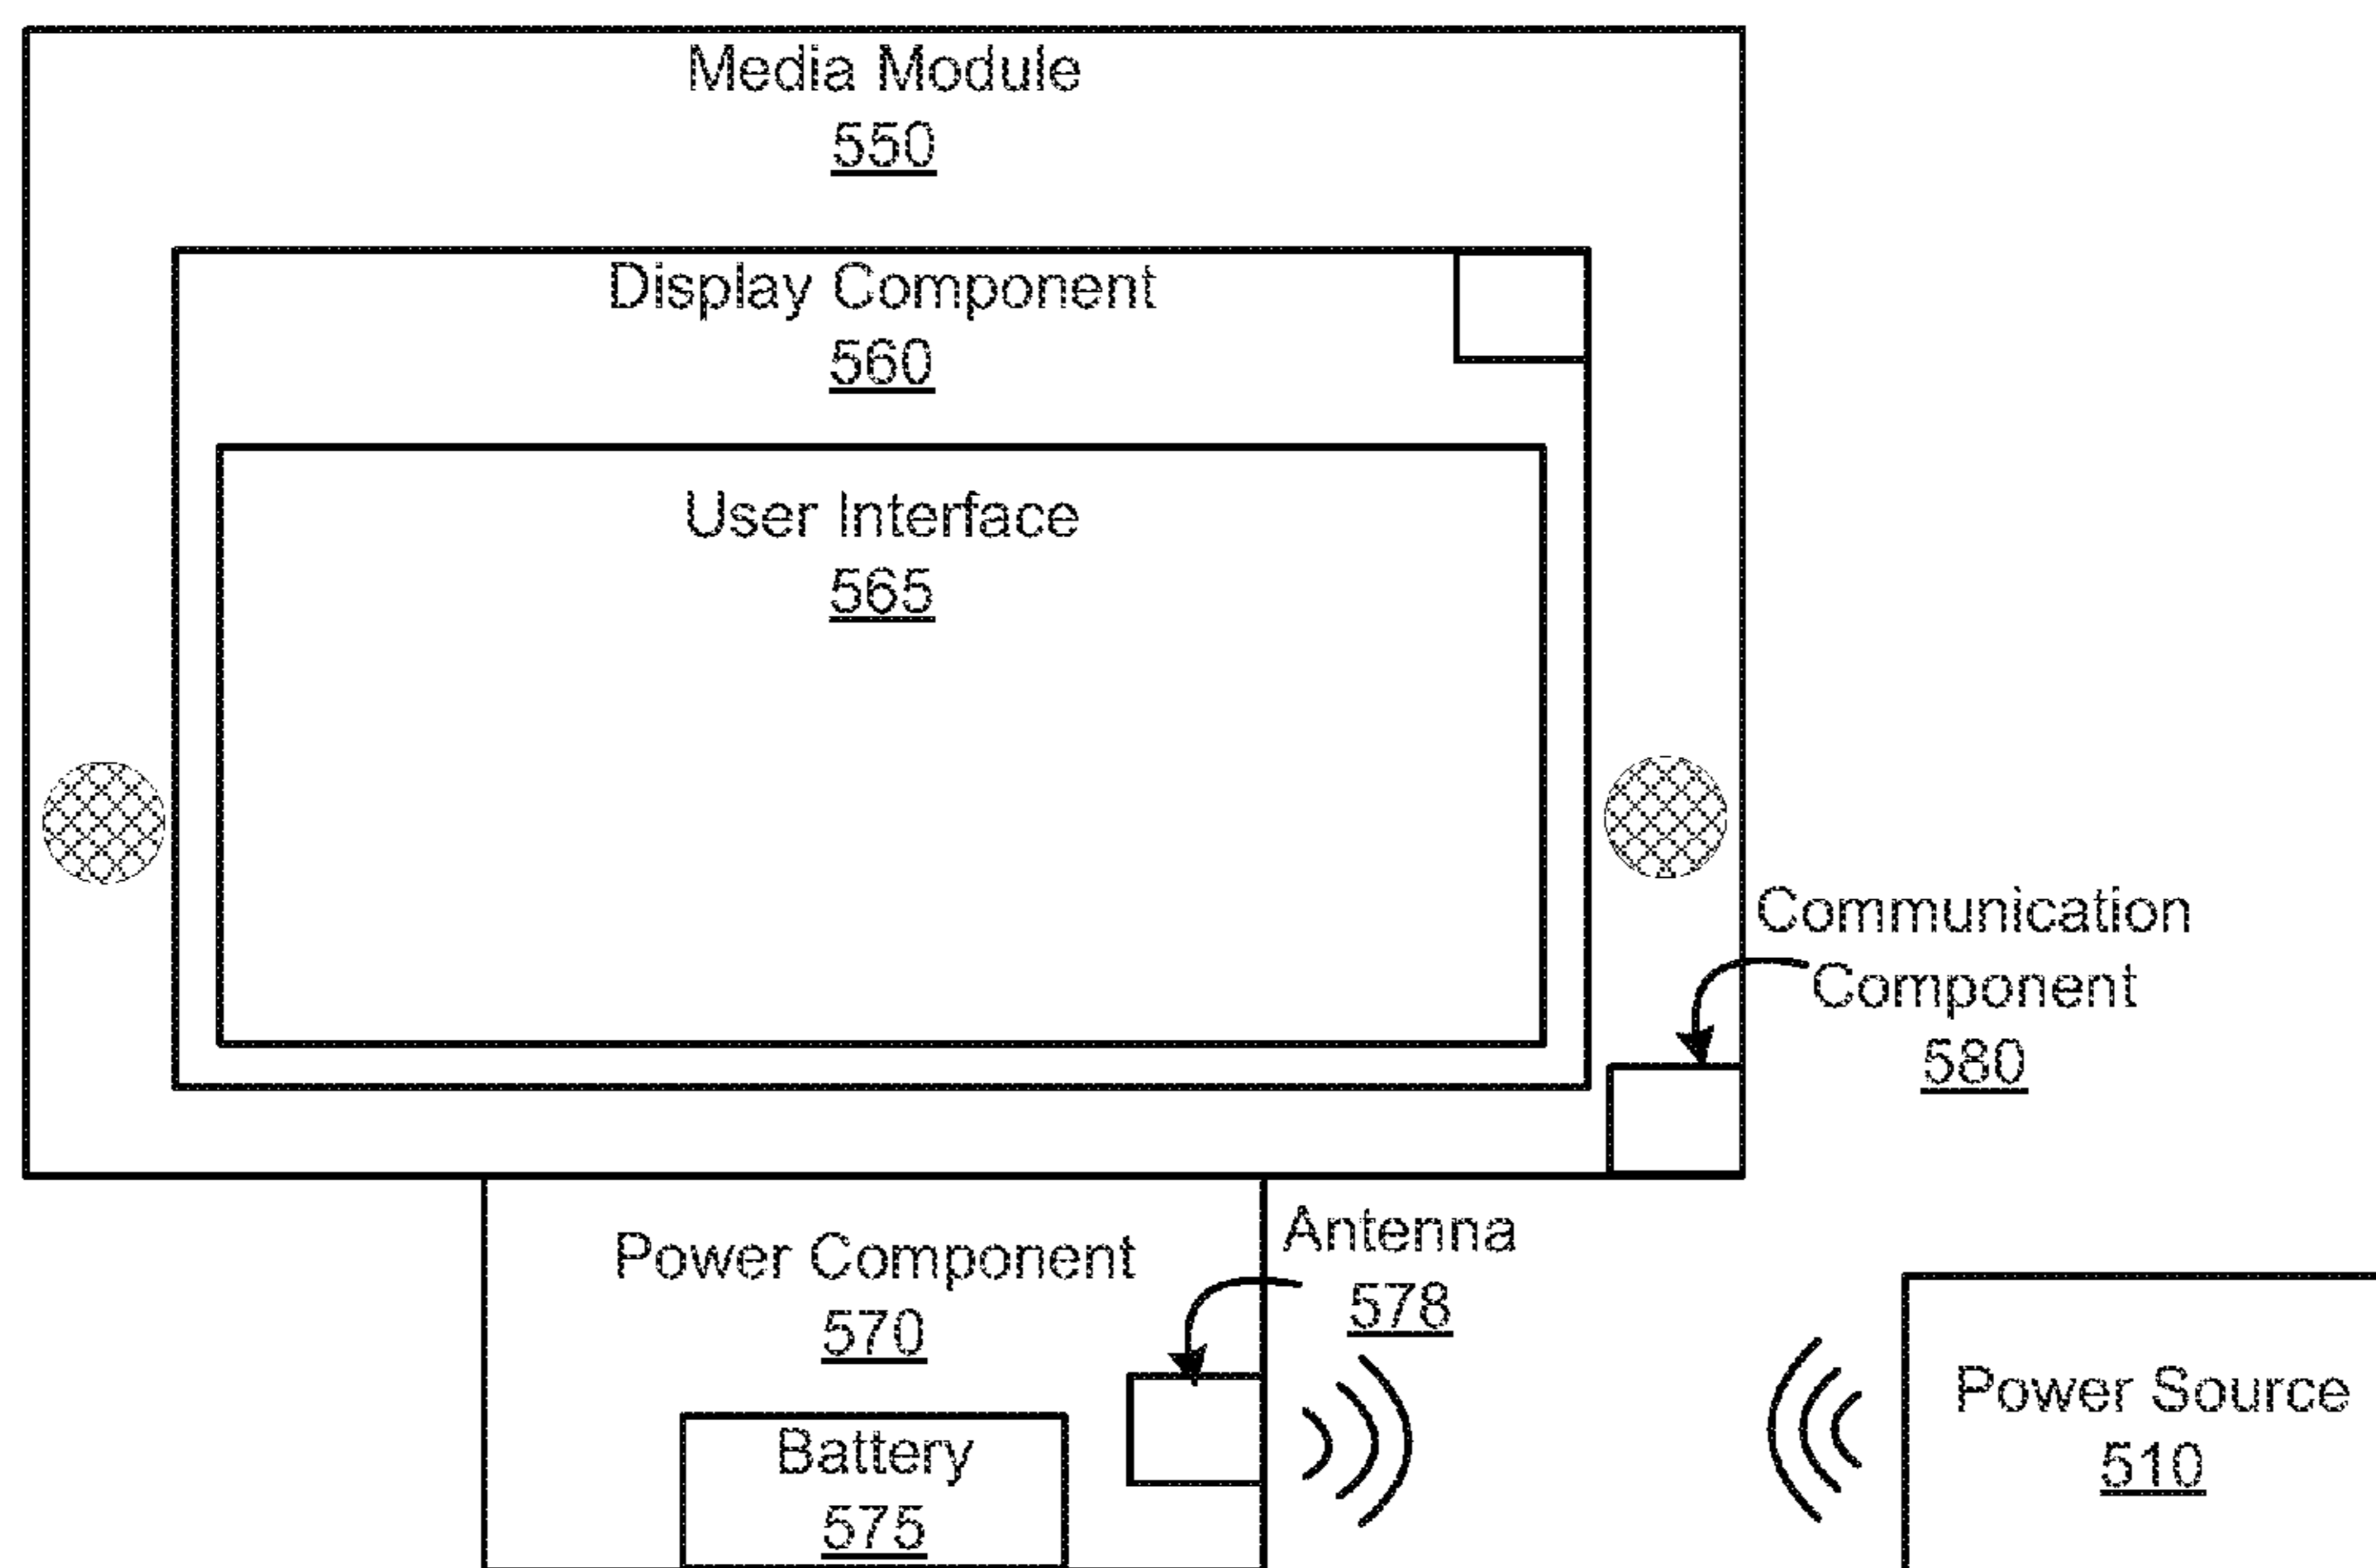 Media Module
550
Display Component
560
User Interface
565
Communication
Component
580
Power Component
570
Antenna
578
Battery
575
Power Source
510